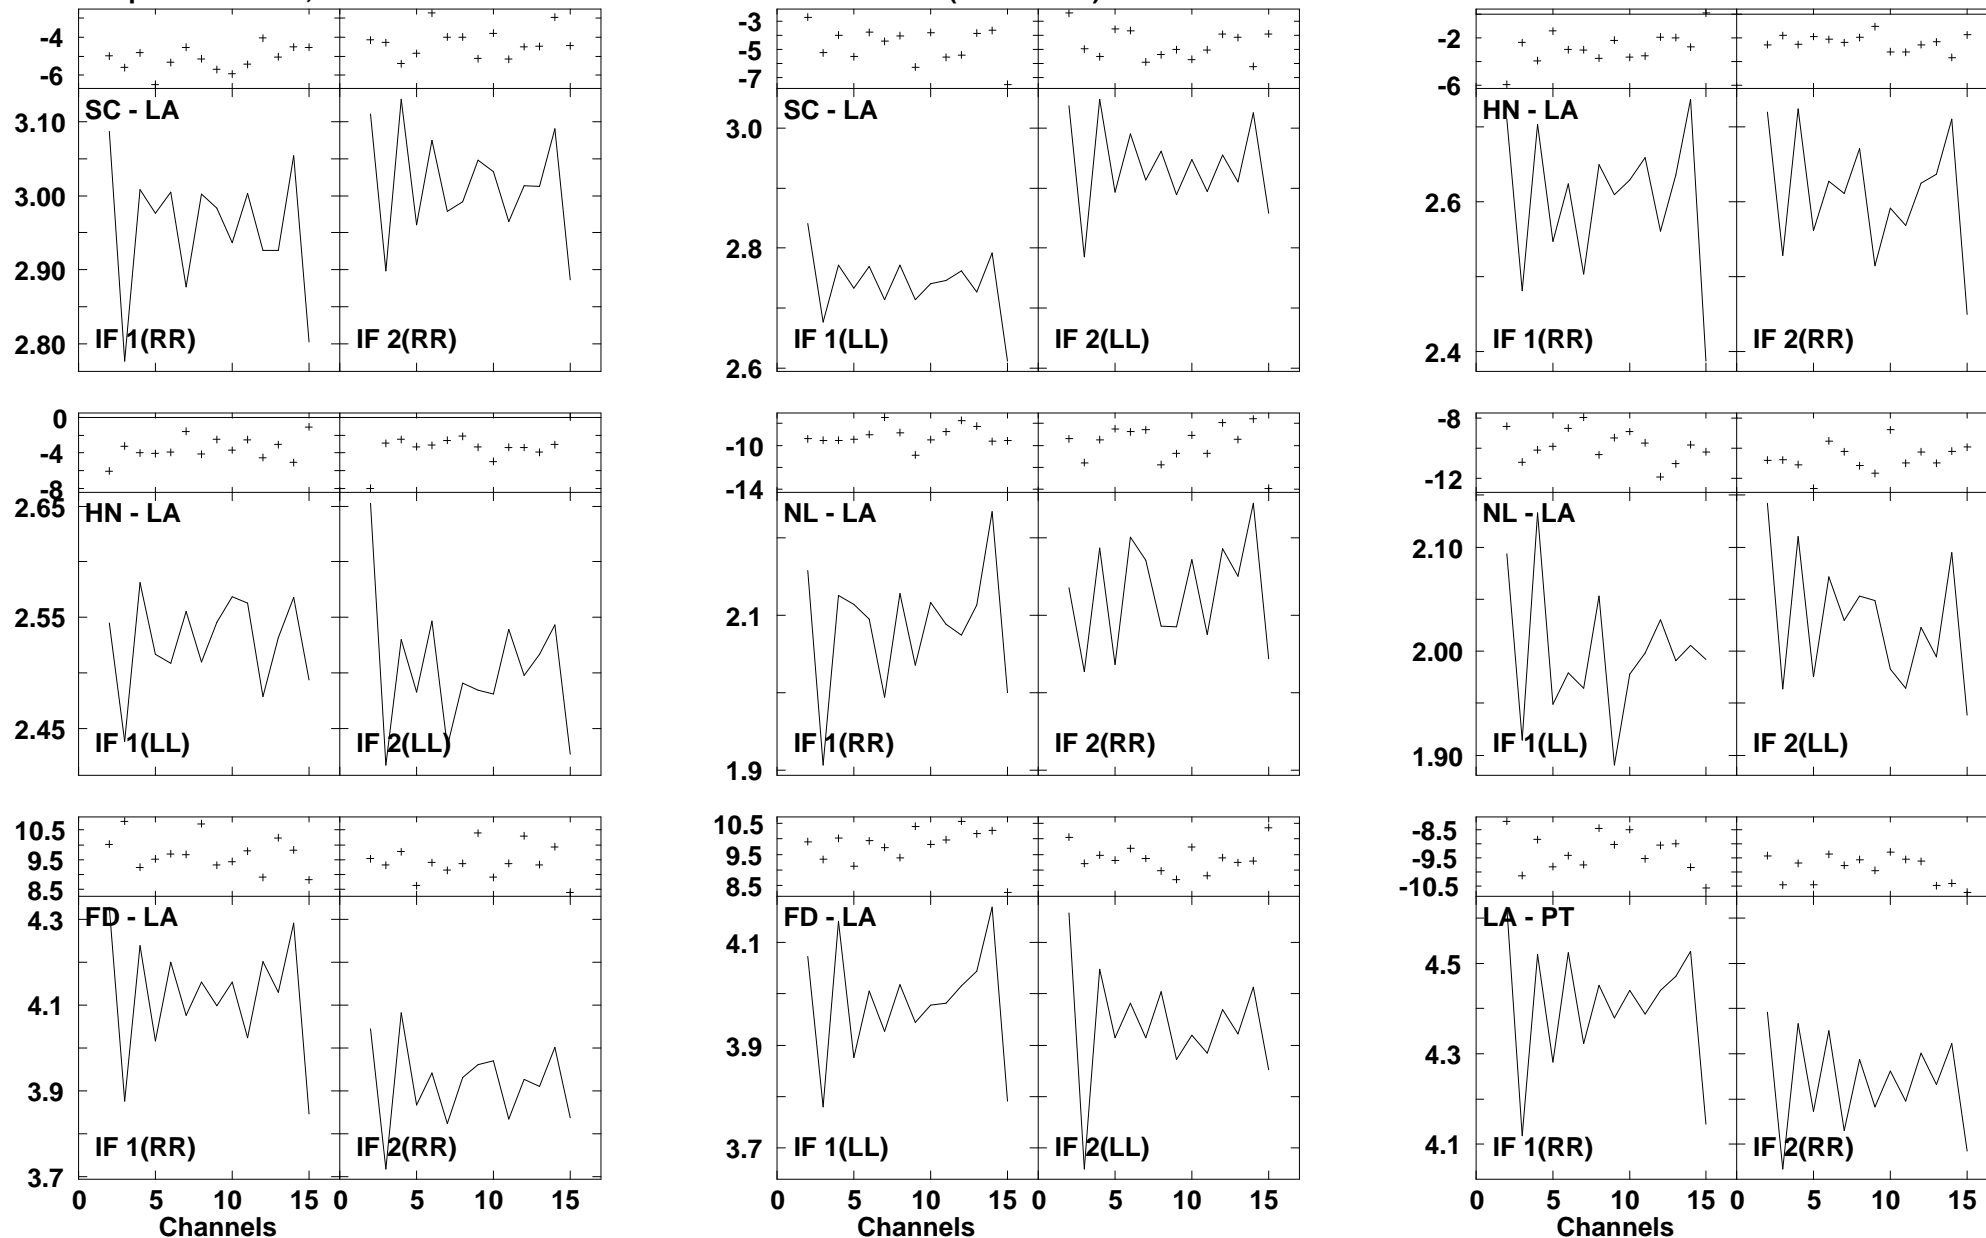 -4 -3 -2
-6 -5 -6
-7
SC - LA SC - LA HN - LA
3.10 3.0
3.00 2.6
2.90 2.8
2.80 2.6 2.4
IF 1(RR) IF 2(RR) IF 1(LL) IF 2(LL) IF 1(RR) IF 2(RR)
0 -8
-4 -10
-8 -14 -12
HN - LA NL - LA NL - LA
2.65 2.10
2.55 2.1 2.00
2.45 1.9 1.90
IF 1(LL) IF 2(LL) IF 1(RR) IF 2(RR) IF 1(LL) IF 2(LL)
10.5 10.5 -8.5
9.5 9.5 -9.5
8.5 8.5 -10.5
FD - LA FD - LA LA - PT
4.3 4.1 4.5
4.1 3.9 4.3
3.9 3.7 4.1
3.7
IF 1(RR) IF 2(RR) IF 1(LL) IF 2(LL) IF 1(RR) IF 2(RR)
0 5 10 15 0 5 10 15 0 5 10 15 0 5 10 15 0 5 10 15 0 5 10 15
Channels Channels Channels